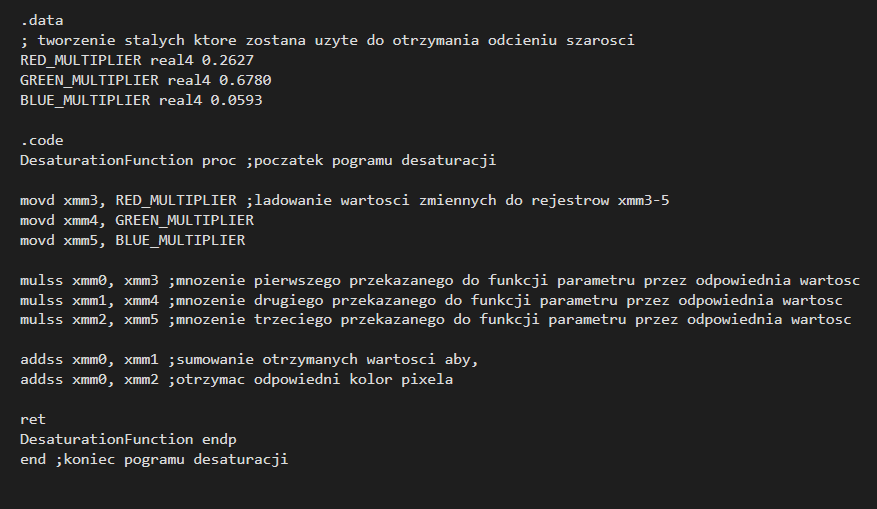 .data
; tworzenie stalych ktore zostana uzyte do otrzymania odcieniu szarosci
RED_MULTIPLIER real4 0.2627
GREEN_MULTIPLIER real4 0.6780
BLUE_MULTIPLIER real4 0.0593
.code
DesaturationFunction proc ;poczatek pogramu desaturacji
movd xmm3, RED_MULTIPLIER ;ladowanie wartosci zmiennych do rejestrow xmm3-5
movd xmm4, GREEN_MULTIPLIER
movd xmm5, BLUE_MULTIPLIER
mulss xmm0, xmm3 ;mnozenie pierwszego przekazanego do funkcji parametru przez odpowiednia wartosc
mulss xmm1, xmm4 ;mnozenie drugiego przekazanego do funkcji parametru przez odpowiednia wartosc
mulss xmm2, xmm5 ;mnozenie trzeciego przekazanego do funkcji parametru przez odpowiednia wartosc
addss xmm0, xmm1 ;sumowanie otrzymanych wartosci aby,
addss xmm0, xmm2 ;otrzymac odpowiedni kolor pixela
ret
DesaturationFunction endp
end ;koniec pogramu desaturacji